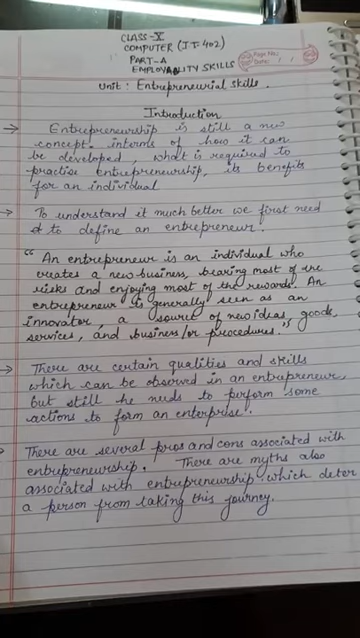 CLASS-X
COMPUTER (IT-402)
PART-A
EMPLOYABLITY SKILLS
Page No.:
Date: / /
Unit: Entrepreneurial skills.
Introduction
→ Entrepreneurship is still a new
concept interms of how it can
be developed, what is required to
practise entrepreneurship, its benefits
for an individual
→ To understand it much better we first need
to define an entrepreneur.
"An entrepreneur is an individual who
creates a new business, bearing most of the
risks and enjoying most of the rewards. An
entrepreneur is generally seen as an
innovator, a source of new ideas, goods,
services, and business/or procedures."
→ There are certain qualities and skills
which can be observed in an entrepreneur,
but still he needs to perform some
actions to form an enterprise.
There are several pros and cons associated with
entrepreneurship. There are myths also
associated with entrepreneurship which deter
a person from taking this journey.